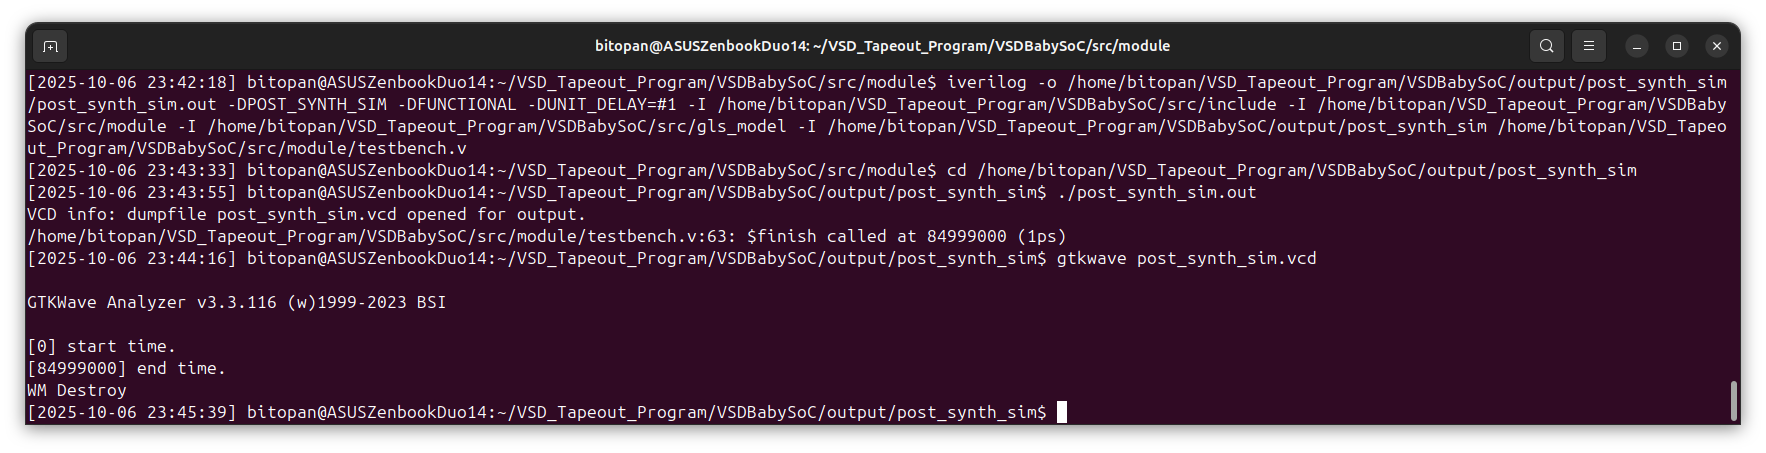 bitopan@ASUSZenbookDuo14: ~/VSD_Tapeout_Program/VSDBabySoC/src/module
[2025-10-06 23:42:18] bitopan@ASUSZenbookDuo14:~/VSD_Tapeout_Program/VSDBabySoC/src/module$ iverilog -o /home/bitopan/VSD_Tapeout_Program/VSDBabySoC/output/post_synth_sim
/post_synth_sim.out -DPOST_SYNTH_SIM -DFUNCTIONAL -DUNIT_DELAY=#1 -I /home/bitopan/VSD_Tapeout_Program/VSDBabySoC/src/include -I /home/bitopan/VSD_Tapeout_Program/VSDBaby
SoC/src/module -I /home/bitopan/VSD_Tapeout_Program/VSDBabySoC/src/gls_model -I /home/bitopan/VSD_Tapeout_Program/VSDBabySoC/output/post_synth_sim /home/bitopan/VSD_Tapeo
ut_Program/VSDBabySoC/src/module/testbench.v
[2025-10-06 23:43:33] bitopan@ASUSZenbookDuo14:~/VSD_Tapeout_Program/VSDBabySoC/src/module$ cd /home/bitopan/VSD_Tapeout_Program/VSDBabySoC/output/post_synth_sim
[2025-10-06 23:43:55] bitopan@ASUSZenbookDuo14:~/VSD_Tapeout_Program/VSDBabySoC/output/post_synth_sim$ ./post_synth_sim.out
VCD info: dumpfile post_synth_sim.vcd opened for output.
/home/bitopan/VSD_Tapeout_Program/VSDBabySoC/src/module/testbench.v:63: $finish called at 84999000 (1ps)
[2025-10-06 23:44:16] bitopan@ASUSZenbookDuo14:~/VSD_Tapeout_Program/VSDBabySoC/output/post_synth_sim$ gtkwave post_synth_sim.vcd
GTKWave Analyzer v3.3.116 (w)1999-2023 BSI
[0] start time.
[84999000] end time.
WM Destroy
[2025-10-06 23:45:39] bitopan@ASUSZenbookDuo14:~/VSD_Tapeout_Program/VSDBabySoC/output/post_synth_sim$